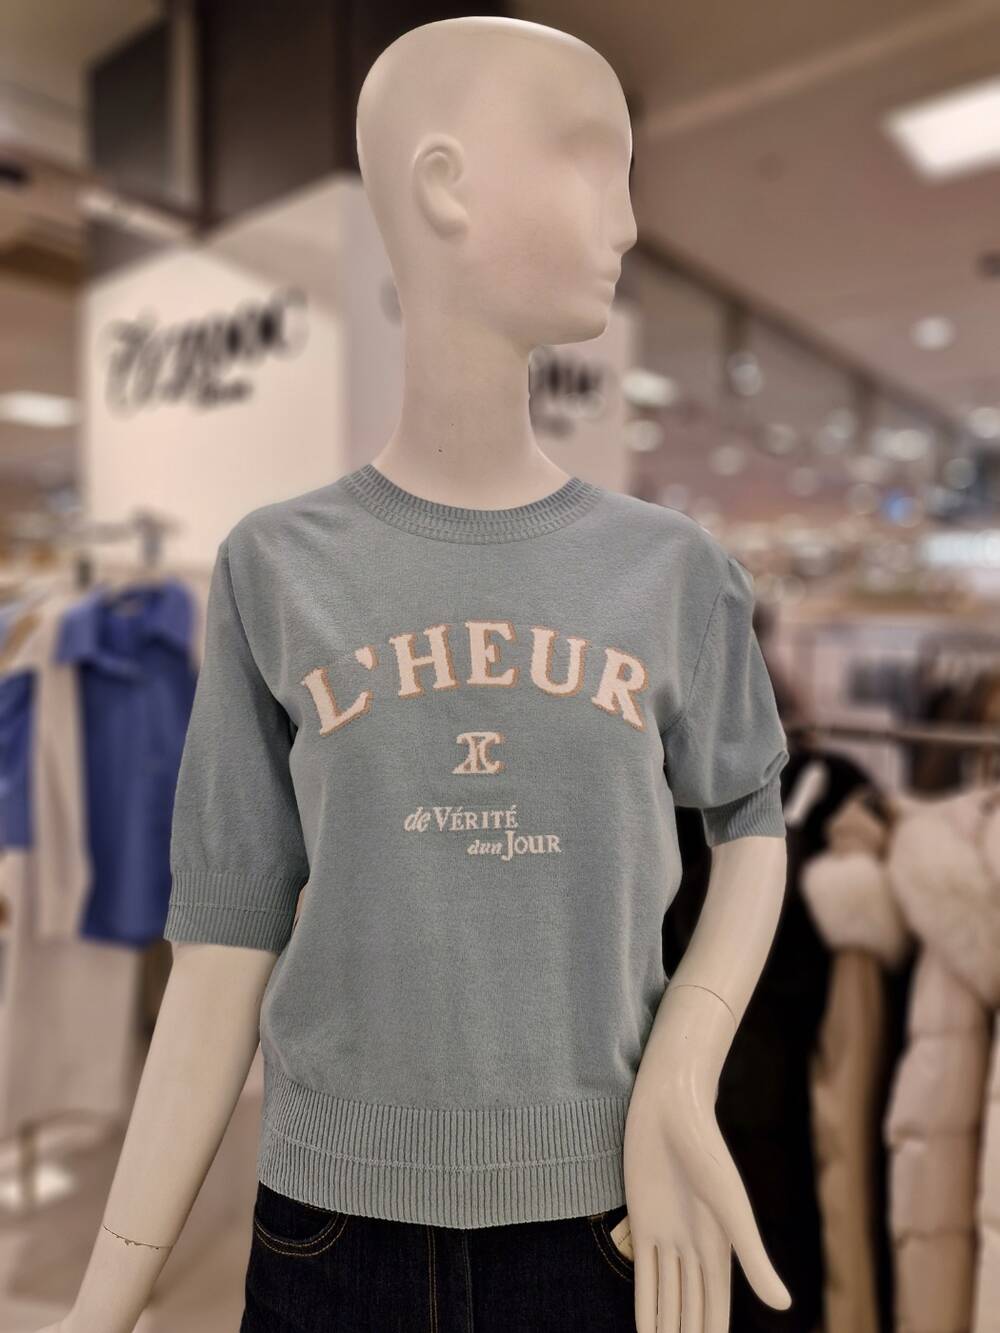 L'HEUR
de VÉRITÉ
dun JOUR